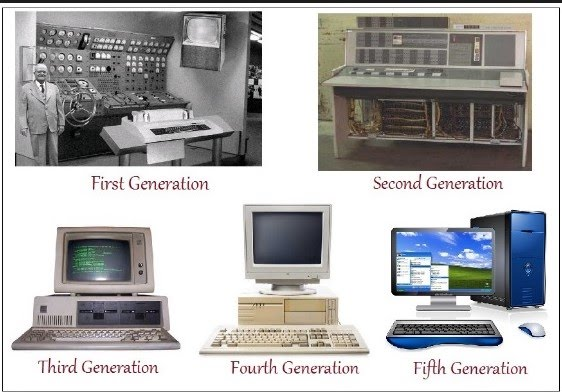 First Generation
Second Generation
Third Generation
Fourth Generation
Fifth Generation